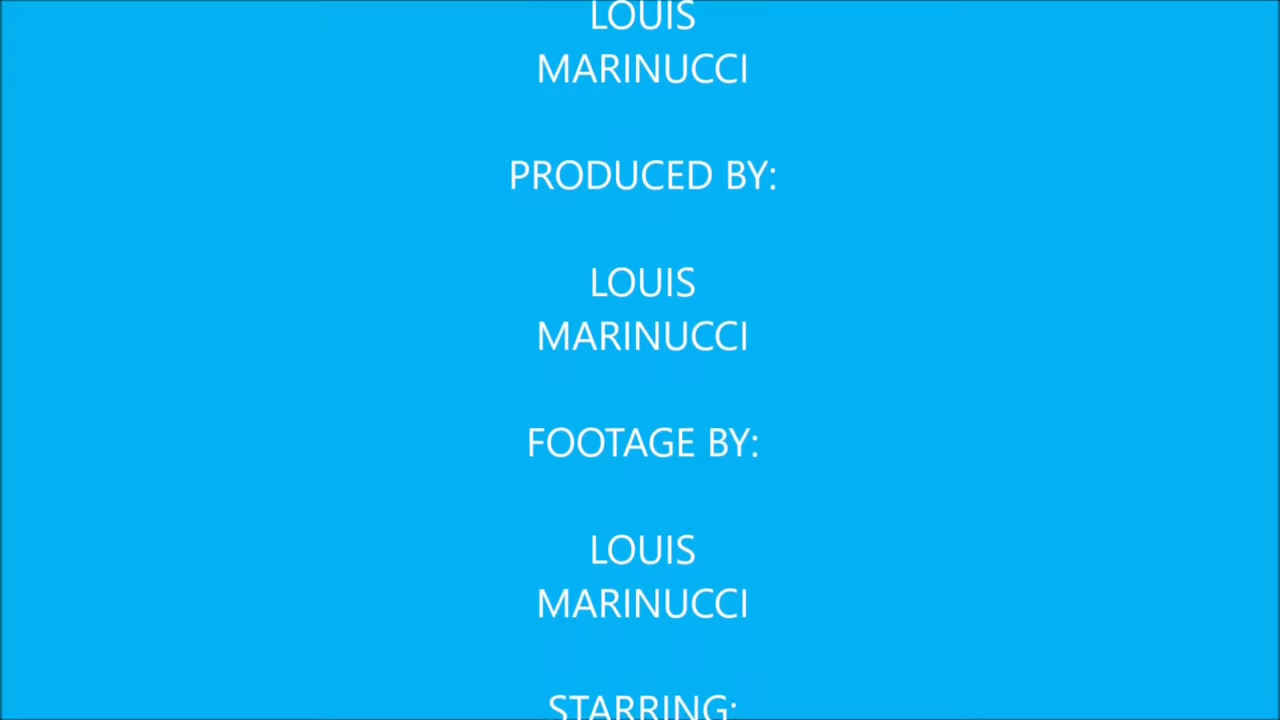 LOUIS
MARINUCCI
PRODUCED BY:
LOUIS
MARINUCCI
FOOTAGE BY:
LOUIS
MARINUCCI
STARRING: